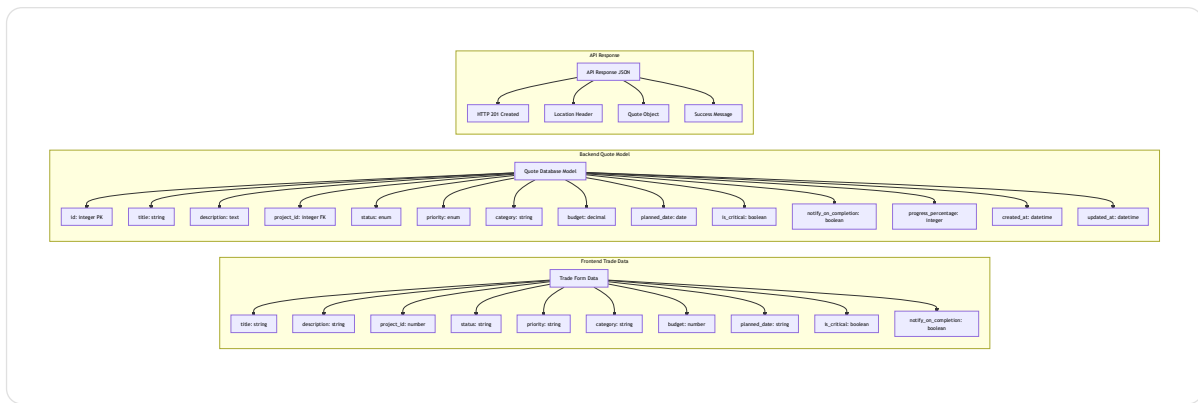 API Response
API Response JSON
HTTP 201 Created
Location Header
Quote Object
Success Message
Backend Quote Model
Quote Database Model
id: integer PK
title: string
description: text
project_id: integer FK
status: enum
priority: enum
category: string
budget: decimal
planned_date: date
is_critical: boolean
notify_on_completion:
boolean
progress_percentage:
integer
created_at: datetime
updated_at: datetime
Frontend Trade Data
Trade Form Data
title: string
description: string
project_id: number
status: string
priority: string
category: string
budget: number
planned_date: string
is_critical: boolean
notify_on_completion:
boolean